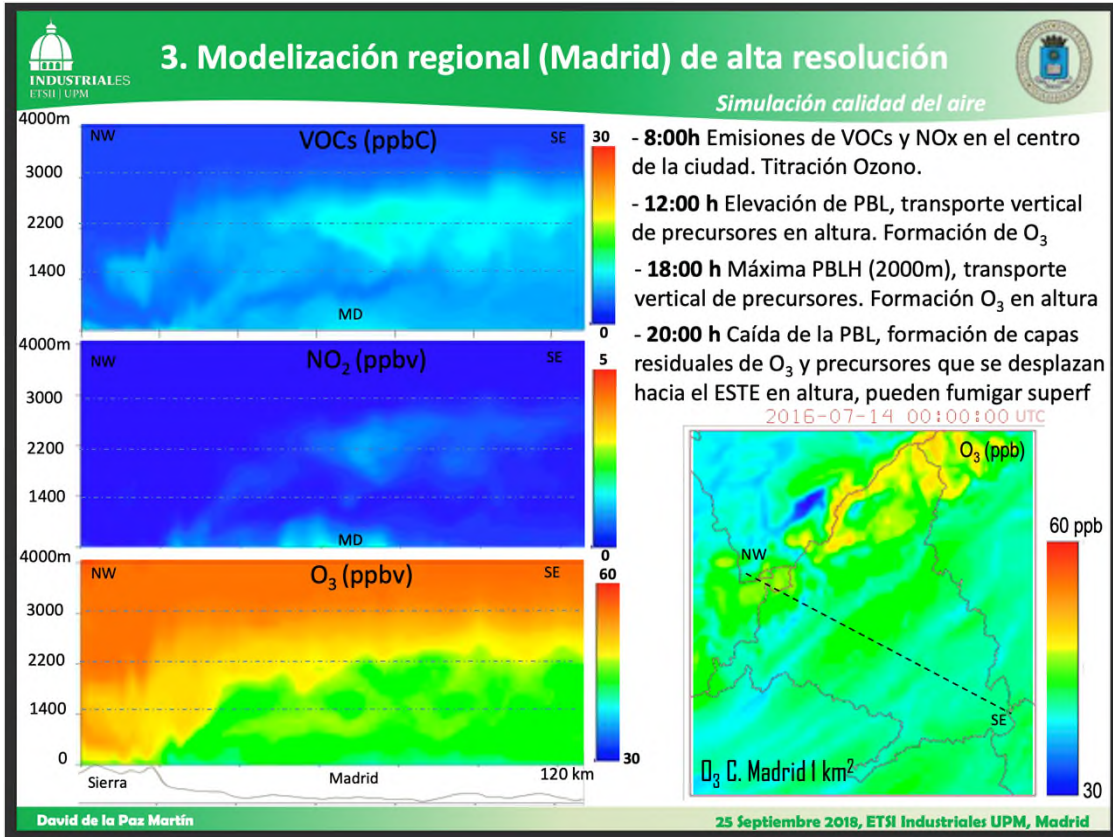 INDUSTRIALES
ETSII | UPM
3. Modelización regional (Madrid) de alta resolución
Simulación calidad del aire
4000m
NW
VOCs (ppbC)
SE
30
3000
2200
1400
MD
0
4000m
NW
NO₂ (ppbv)
SE
5
3000
2200
1400
MD
0
4000m
NW
O₃ (ppbv)
SE
60
3000
2200
1400
0
30
Sierra
Madrid
120 km
- 8:00h Emisiones de VOCs y NOx en el centro
de la ciudad. Titración Ozono.
- 12:00 h Elevación de PBL, transporte vertical
de precursores en altura. Formación de O₃
- 18:00 h Máxima PBLH (2000m), transporte
vertical de precursores. Formación O₃ en altura
- 20:00 h Caída de la PBL, formación de capas
residuales de O₃ y precursores que se desplazan
hacia el ESTE en altura, pueden fumigar superf
2016-07-14 00:00:00 UTC
O₃ (ppb)
60 ppb
NW
SE
O₃ C. Madrid 1 km²
30
David de la Paz Martín
25 Septiembre 2018, ETSI Industriales UPM, Madrid